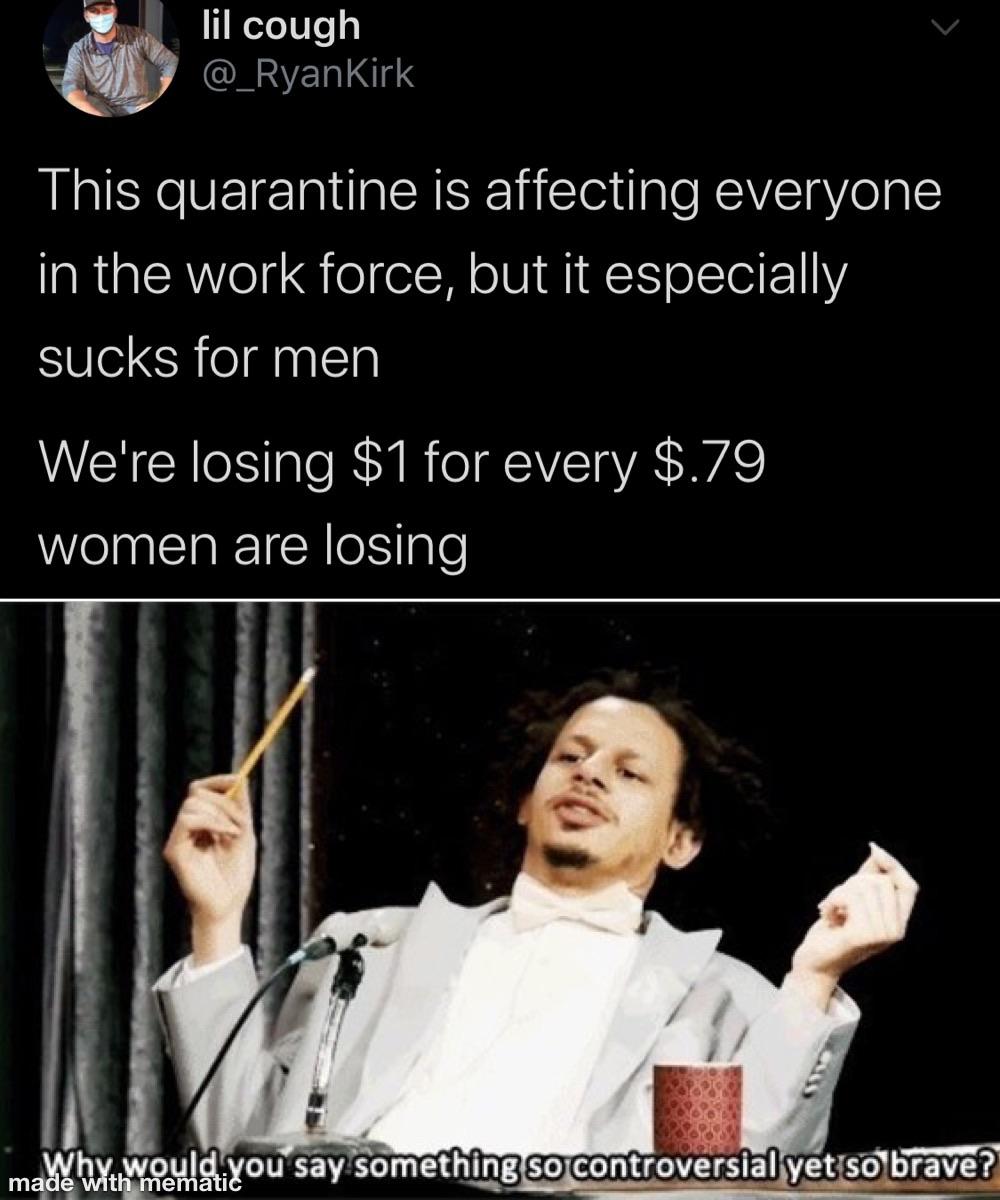 lil cough
@_RyanKirk
This quarantine is affecting everyone
in the work force, but it especially
sucks for men
We're losing $1 for every $.79
women are losing
Why would you say something so controversial yet so brave?
made with mematic